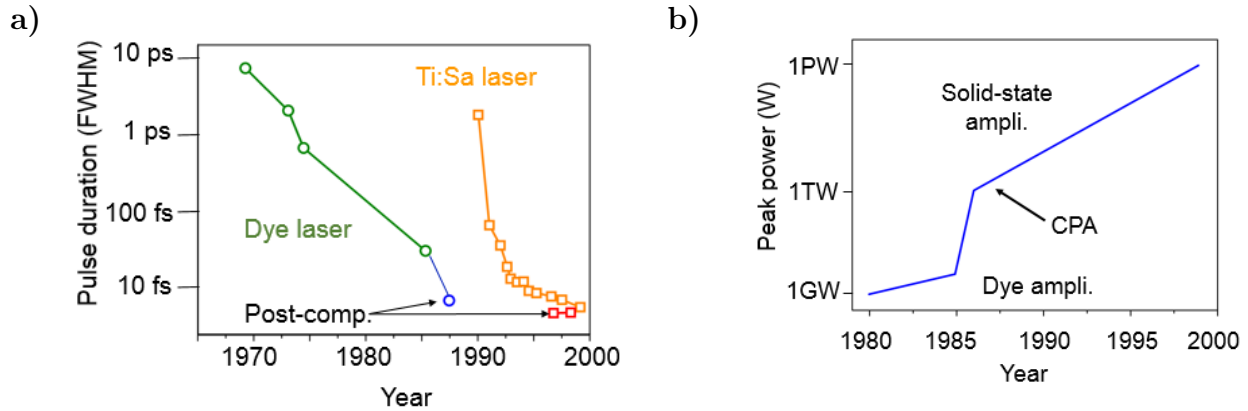 a)
Pulse duration (FWHM)
10 ps
1 ps
100 fs
10 fs
Ti:Sa laser
Dye laser
Post-comp.
1970 1980 1990 2000
Year
b)
Peak power (W)
1PW
1TW
1GW
Solid-state
ampli.
CPA
Dye ampli.
1980 1985 1990 1995 2000
Year